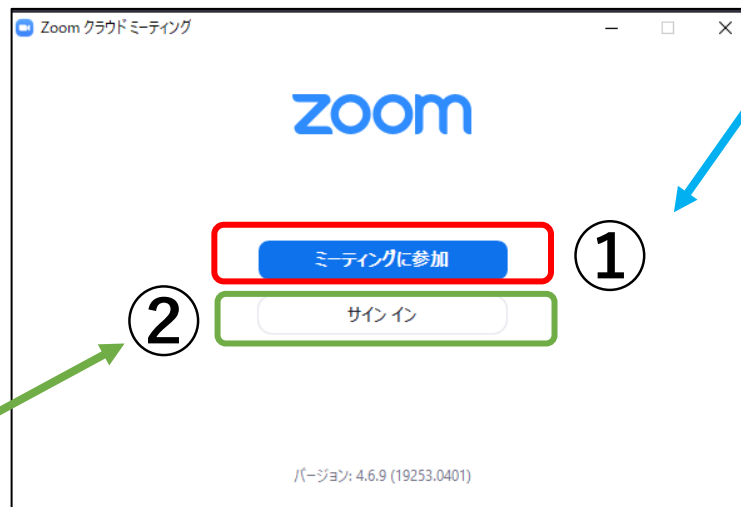 Zoom クラウド ミーティング
zoom
ミーティングに参加
①
②
サイン イン
バージョン: 4.6.9 (19253.0401)